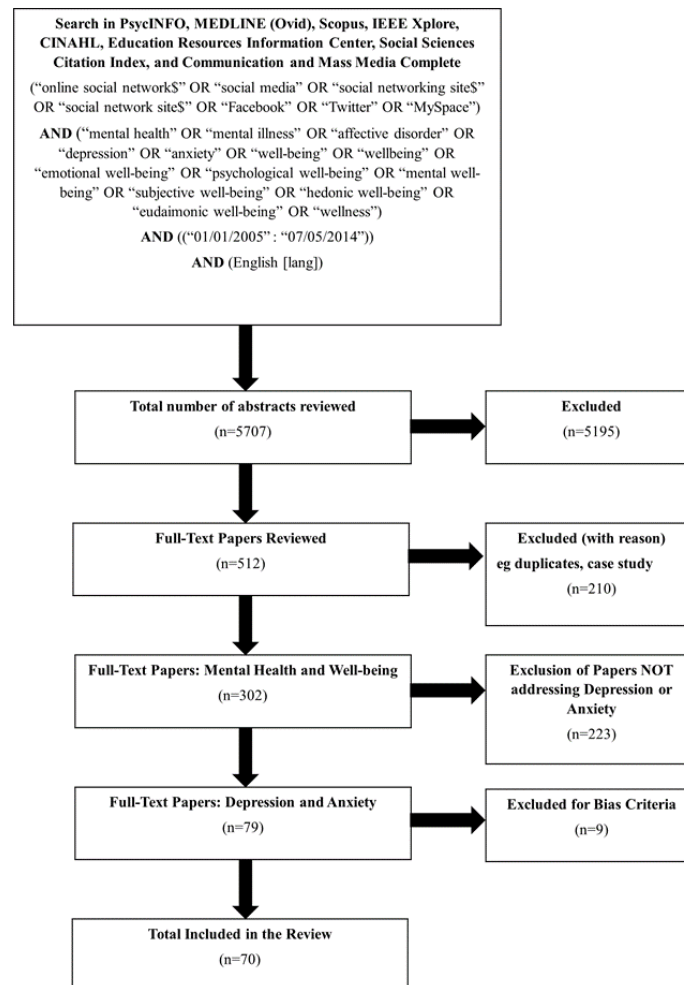 Search in PsycINFO, MEDLINE (Ovid), Scopus, IEEE Xplore,
CINAHL, Education Resources Information Center, Social Sciences
Citation Index, and Communication and Mass Media Complete
(“online social network$” OR “social media” OR “social networking site$”
OR “social network site$” OR “Facebook” OR “Twitter” OR “MySpace”)
AND (“mental health” OR “mental illness” OR “affective disorder” OR
“depression” OR “anxiety” OR “well-being” OR “wellbeing” OR
“emotional well-being” OR “psychological well-being” OR “mental well-
being” OR “subjective well-being” OR “hedonic well-being” OR
“eudaimonic well-being” OR “wellness”)
AND ((“01/01/2005” : “07/05/2014”))
AND (English [lang])
Total number of abstracts reviewed
(n=5707)
Excluded
(n=5195)
Full-Text Papers Reviewed
(n=512)
Excluded (with reason)
eg duplicates, case study
(n=210)
Full-Text Papers: Mental Health and Well-being
(n=302)
Exclusion of Papers NOT
addressing Depression or
Anxiety
(n=223)
Full-Text Papers: Depression and Anxiety
(n=79)
Excluded for Bias Criteria
(n=9)
Total Included in the Review
(n=70)